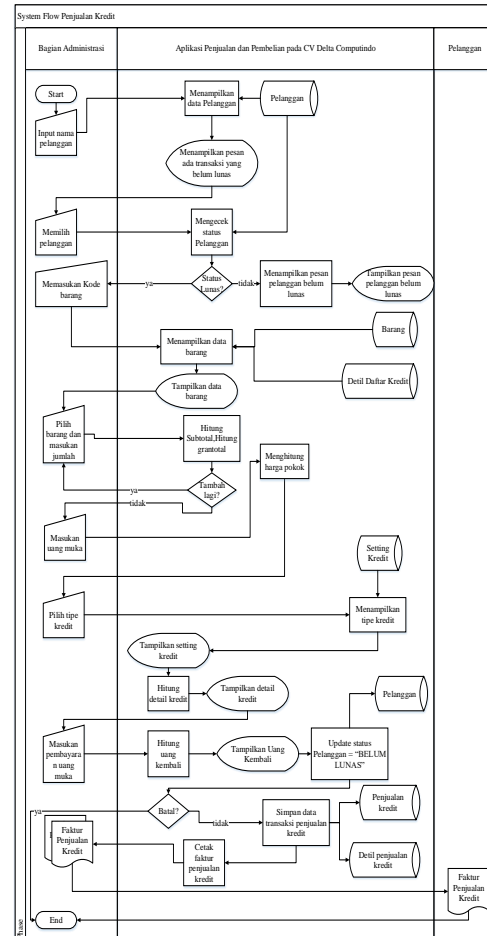 System Flow Penjualan Kredit
Bagian Administrasi
Aplikasi Penjualan dan Pembelian pada CV Delta Computindo
Pelanggan
Start
Menampilkan
data Pelanggan
Pelanggan
Input nama
pelanggan
Menampilkan pesan
ada transaksi yang
belum lunas
Memilih
pelanggan
Mengecek
status
Pelanggan
Memasukan Kode
barang
ya
Status
Lunas?
tidak
Menampilkan pesan
pelanggan belum
lunas
Tampilkan pesan
pelanggan belum
lunas
Menampilkan data
barang
Barang
Tampilkan data
barang
Detil Daftar Kredit
Pilih
barang dan
masukan
jumlah
Hitung
Subtotal,Hitung
grantotal
Menghitung
harga pokok
ya
Tambah
lagi?
tidak
Masukan
uang muka
Setting
Kredit
Pilih tipe
kredit
Menampilkan
tipe kredit
Tampilkan setting
kredit
Hitung
detail kredit
Tampilkan detail
kredit
Pelanggan
Masukan
pembayara
n uang
muka
Hitung
uang
kembali
Tampilkan Uang
Kembali
Update status
Pelanggan = “BELUM
LUNAS”
ya
Batal?
tidak
Simpan data
transaksi penjualan
kredit
Penjualan
kredit
Faktur
Penjualan
Kredit
Cetak
faktur
penjualan
kredit
Detil penjualan
kredit
Faktur
Penjualan
Kredit
End
Phase